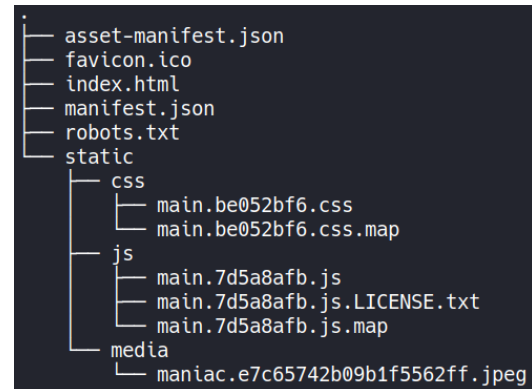 .
├── asset-manifest.json
├── favicon.ico
├── index.html
├── manifest.json
├── robots.txt
└── static
    ├── css
    │   ├── main.be052bf6.css
    │   └── main.be052bf6.css.map
    ├── js
    │   ├── main.7d5a8afb.js
    │   ├── main.7d5a8afb.js.LICENSE.txt
    │   └── main.7d5a8afb.js.map
    └── media
        └── maniac.e7c65742b09b1f5562ff.jpeg